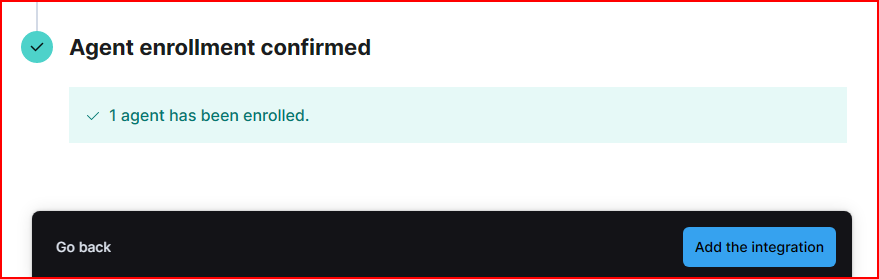 Agent enrollment confirmed
1 agent has been enrolled.
Go back
Add the integration